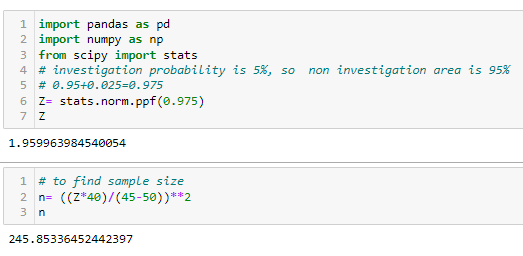 1 import pandas as pd
2 import numpy as np
3 from scipy import stats
4 # investigation probability is 5%, so  non investigation area is 95%
5 # 0.95+0.025=0.975
6 Z= stats.norm.ppf(0.975)
7 Z
1.959963984540054
1 # to find sample size
2 n= ((Z*40)/(45-50))**2
3 n
245.85336452442397